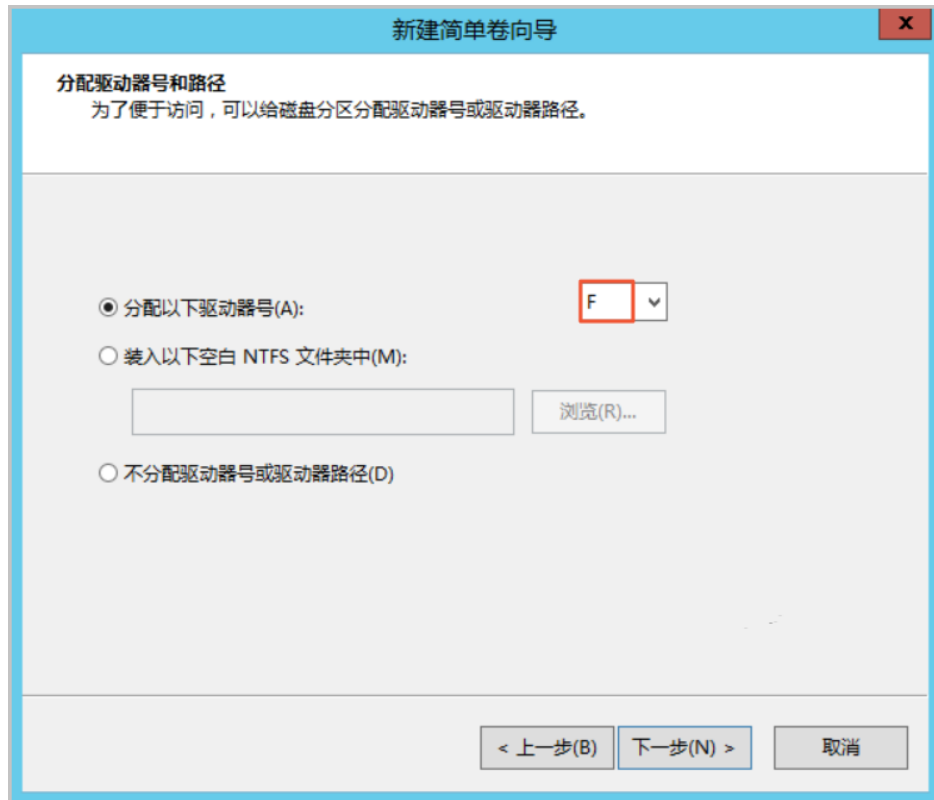 新建简单卷向导
x
分配驱动器号和路径
为了便于访问，可以给磁盘分区分配驱动器号或驱动器路径。
分配以下驱动器号(A): F
装入以下空白 NTFS 文件夹中(M):
浏览(R)...
不分配驱动器号或驱动器路径(D)
< 上一步(B) 下一步(N) > 取消